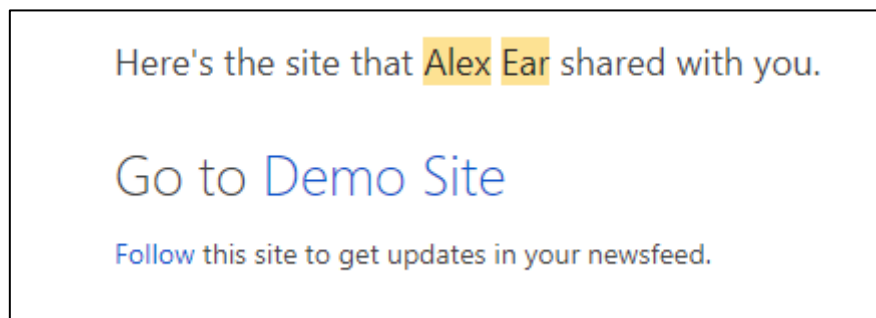 Here's the site that Alex Ear shared with you.
Go to Demo Site
Follow this site to get updates in your newsfeed.